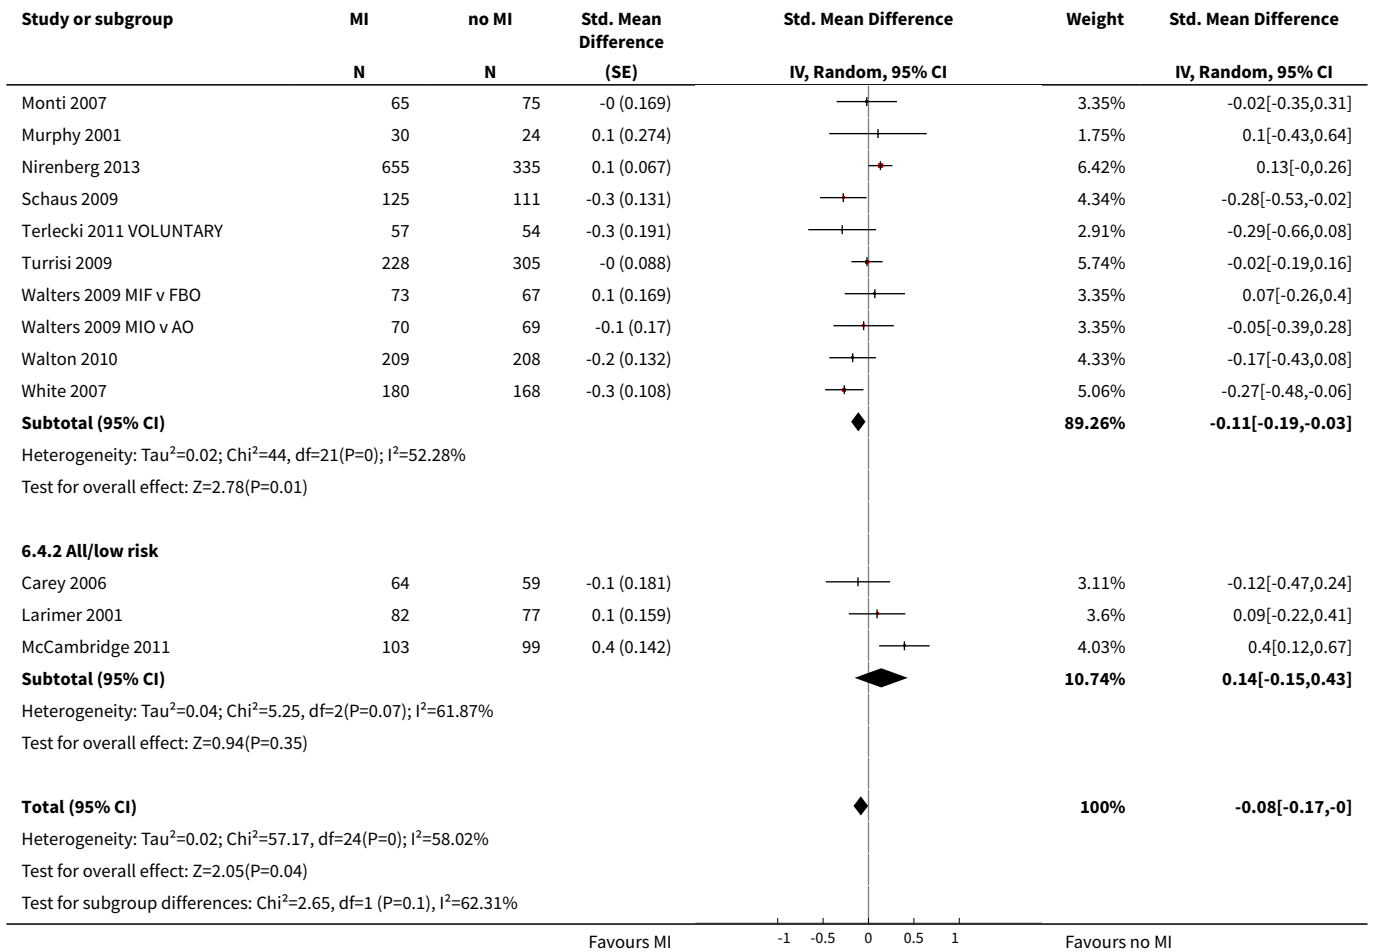 Study or subgroup MI no MI Std. Mean Difference Std. Mean Difference Weight Std. Mean Difference
N N (SE) IV, Random, 95% CI IV, Random, 95% CI
Monti 2007 65 75 -0 (0.169) 3.35% -0.02[-0.35,0.31]
Murphy 2001 30 24 0.1 (0.274) 1.75% 0.1[-0.43,0.64]
Nirenberg 2013 655 335 0.1 (0.067) 6.42% 0.13[-0,0.26]
Schaus 2009 125 111 -0.3 (0.131) 4.34% -0.28[-0.53,-0.02]
Terlecki 2011 VOLUNTARY 57 54 -0.3 (0.191) 2.91% -0.29[-0.66,0.08]
Turrisi 2009 228 305 -0 (0.088) 5.74% -0.02[-0.19,0.16]
Walters 2009 MIF v FBO 73 67 0.1 (0.169) 3.35% 0.07[-0.26,0.4]
Walters 2009 MIO v AO 70 69 -0.1 (0.17) 3.35% -0.05[-0.39,0.28]
Walton 2010 209 208 -0.2 (0.132) 4.33% -0.17[-0.43,0.08]
White 2007 180 168 -0.3 (0.108) 5.06% -0.27[-0.48,-0.06]
Subtotal (95% CI) 89.26% -0.11[-0.19,-0.03]
Heterogeneity: Tau²=0.02; Chi²=44, df=21(P=0); I²=52.28%
Test for overall effect: Z=2.78(P=0.01)
6.4.2 All/low risk
Carey 2006 64 59 -0.1 (0.181) 3.11% -0.12[-0.47,0.24]
Larimer 2001 82 77 0.1 (0.159) 3.6% 0.09[-0.22,0.41]
McCambridge 2011 103 99 0.4 (0.142) 4.03% 0.4[0.12,0.67]
Subtotal (95% CI) 10.74% 0.14[-0.15,0.43]
Heterogeneity: Tau²=0.04; Chi²=5.25, df=2(P=0.07); I²=61.87%
Test for overall effect: Z=0.94(P=0.35)
Total (95% CI) 100% -0.08[-0.17,-0]
Heterogeneity: Tau²=0.02; Chi²=57.17, df=24(P=0); I²=58.02%
Test for overall effect: Z=2.05(P=0.04)
Test for subgroup differences: Chi²=2.65, df=1 (P=0.1), I²=62.31%
Favours MI -1 -0.5 0 0.5 1 Favours no MI